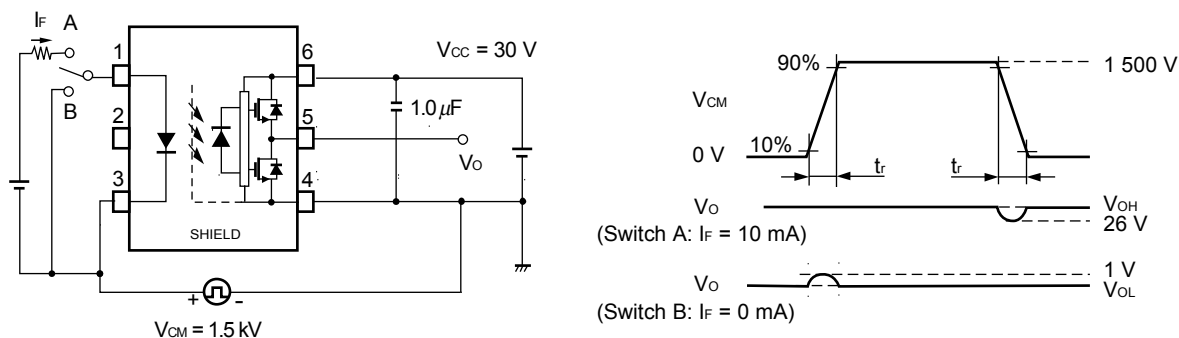 IF
A
B
1
2
3
6
5
4
SHIELD
VCC = 30 V
1.0 μF
VO
+
-
VCM = 1.5 kV
90%
1 500 V
VCM
10%
0 V
tr
tr
VO
VOH
26 V
(Switch A: IF = 10 mA)
1 V
VO
VOL
(Switch B: IF = 0 mA)